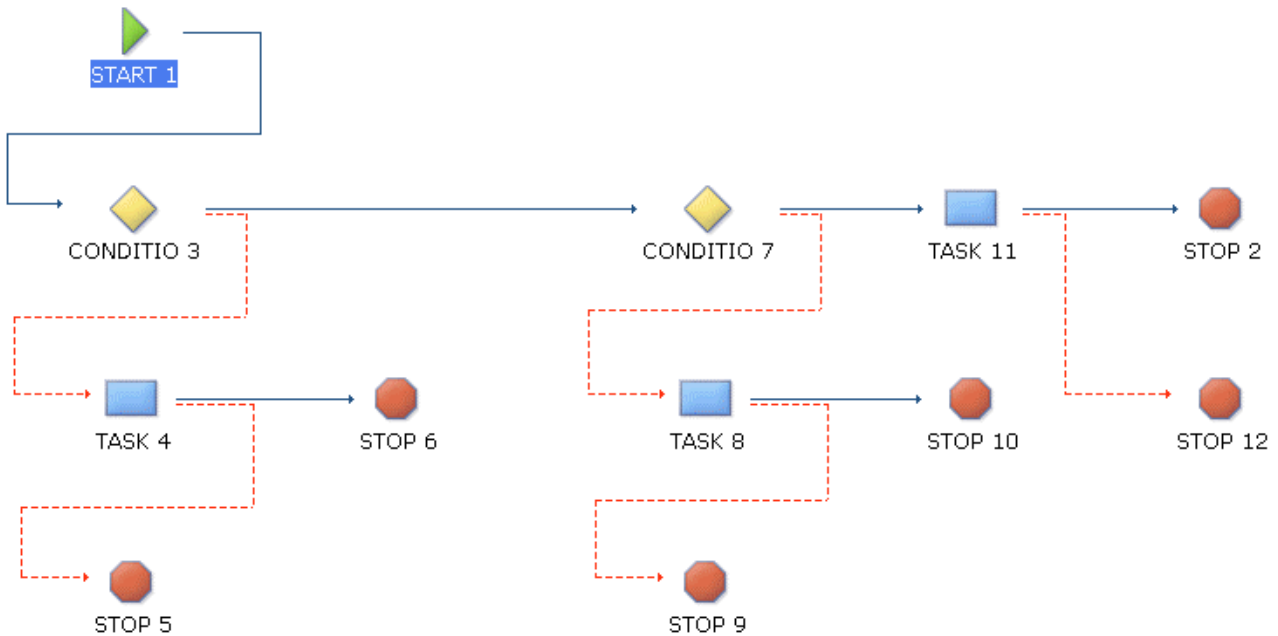 START 1
CONDITIO 3
CONDITIO 7
TASK 11
STOP 2
TASK 4
STOP 6
TASK 8
STOP 10
STOP 12
STOP 5
STOP 9